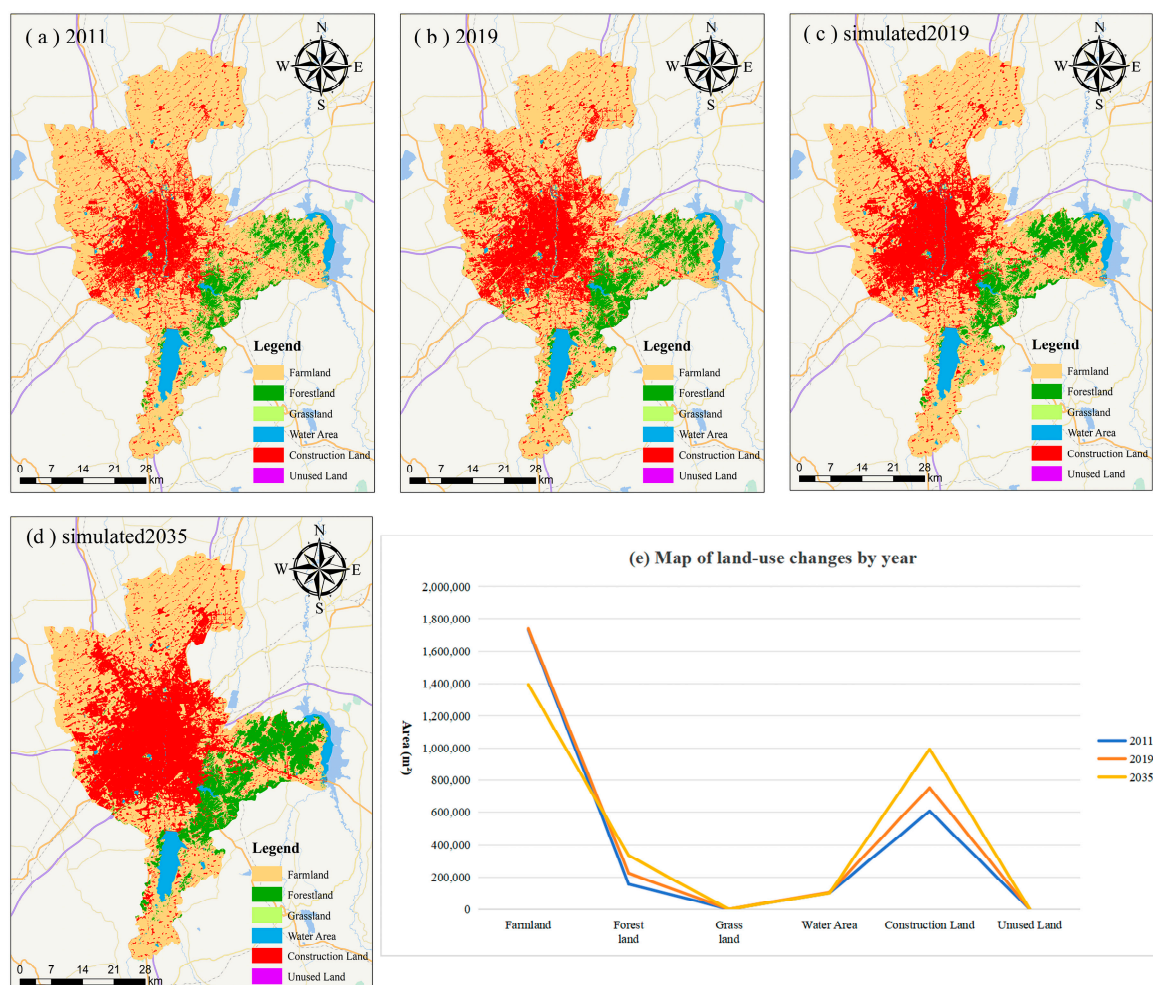 ( a ) 2011
N
W
E
S
Legend
Farmland
Forestland
Grassland
Water Area
Construction Land
Unused Land
0 7 14 21 28
km
( b ) 2019
N
W
E
S
Legend
Farmland
Forestland
Grassland
Water Area
Construction Land
Unused Land
0 7 14 21 28
km
( c ) simulated2019
N
W
E
S
Legend
Farmland
Forestland
Grassland
Water Area
Construction Land
Unused Land
0 7 14 21 28
km
(d ) simulated2035
N
W
E
S
Legend
Farmland
Forestland
Grassland
Water Area
Construction Land
Unused Land
0 7 14 21 28
km
(e) Map of land-use changes by year
Area (m²)
2,000,000
1,800,000
1,600,000
1,400,000
1,200,000
1,000,000
800,000
600,000
400,000
200,000
0
Farmland
Forest
land
Grass
land
Water Area
Construction Land
Unused Land
2011
2019
2035